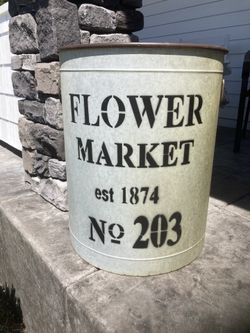 FLOWER
MARKET
est 1874
No 203